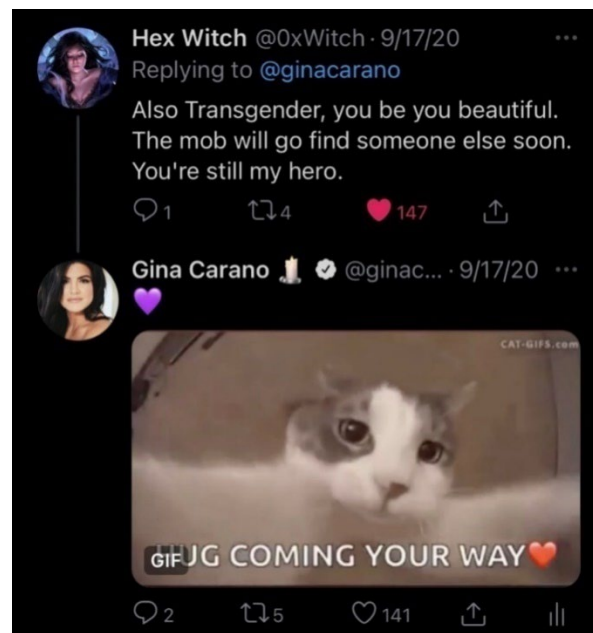 Hex Witch @0xWitch · 9/17/20
Replying to @ginacarano
Also Transgender, you be you beautiful.
The mob will go find someone else soon.
You're still my hero.
1 4 147
Gina Carano @ginac... · 9/17/20
CAT-GIFS.com
GIF UG COMING YOUR WAY
2 5 141